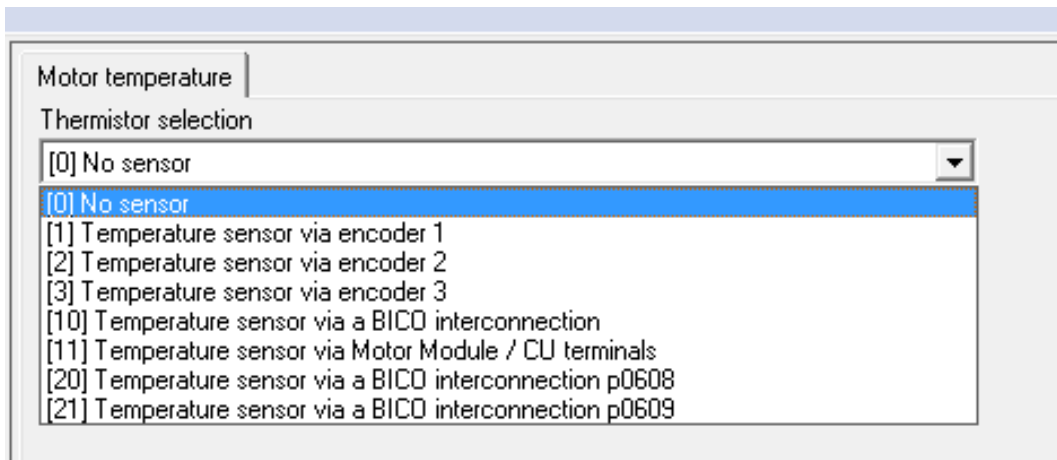 Motor temperature
Thermistor selection
[0] No sensor
[0] No sensor
[1] Temperature sensor via encoder 1
[2] Temperature sensor via encoder 2
[3] Temperature sensor via encoder 3
[10] Temperature sensor via a BICO interconnection
[11] Temperature sensor via Motor Module / CU terminals
[20] Temperature sensor via a BICO interconnection p0608
[21] Temperature sensor via a BICO interconnection p0609